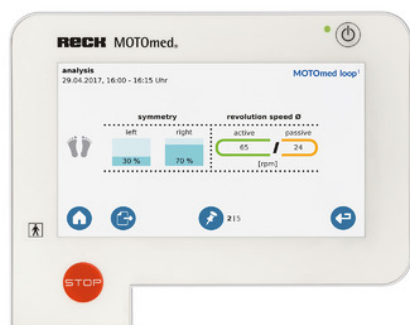 RECK MOTOmed®
analysis
29.04.2017, 16:00 - 16:15 Uhr
MOTOmed loop¹
symmetry
revolution speed Ø
left
right
active
passive
30 %
70 %
65 / 24
[rpm]
2|5
STOP